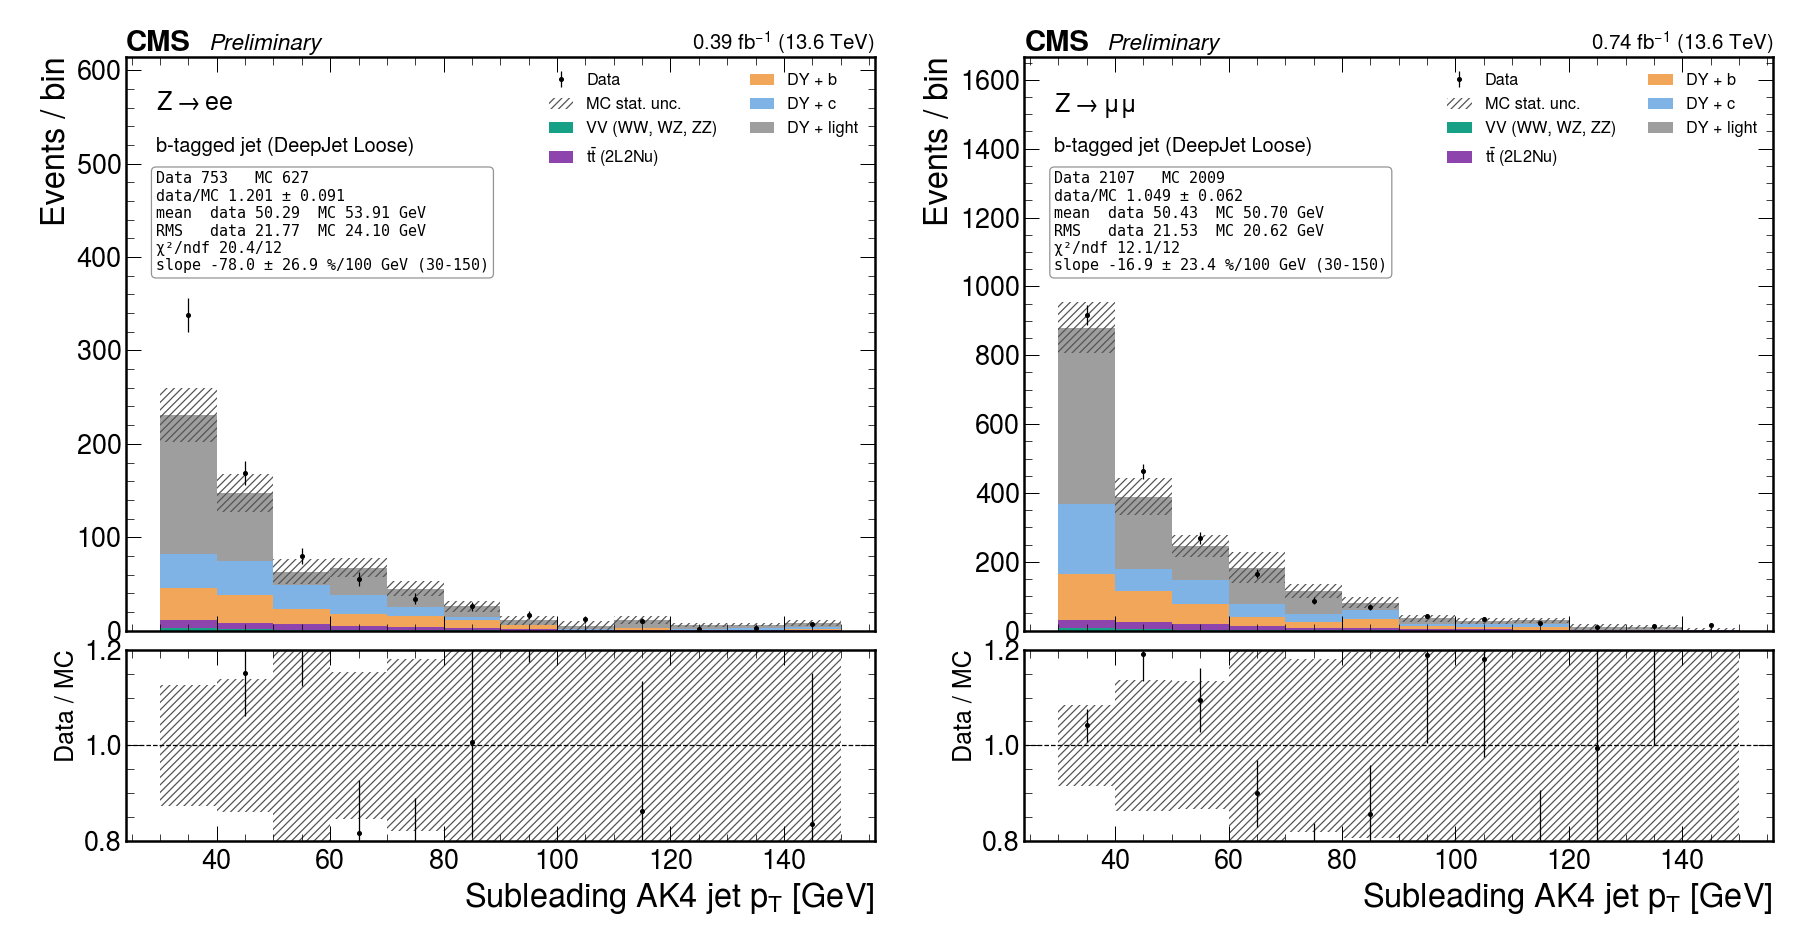 CMS Preliminary 0.39 fb⁻¹ (13.6 TeV)
Events / bin
600
500
400
300
200
100
0
Z→ee
b-tagged jet (DeepJet Loose)
Data 753   MC 627
data/MC 1.201 ± 0.091
mean  data 50.29  MC 53.91 GeV
RMS   data 21.77  MC 24.10 GeV
χ²/ndf 20.4/12
slope -78.0 ± 26.9 %/100 GeV (30-150)
Data
MC stat. unc.
VV (WW, WZ, ZZ)
tt̄ (2L2Nu)
DY + b
DY + c
DY + light
Data / MC
1.2
1.0
0.8
40 60 80 100 120 140
Subleading AK4 jet p_T [GeV]
CMS Preliminary 0.74 fb⁻¹ (13.6 TeV)
Events / bin
1600
1400
1200
1000
800
600
400
200
0
Z→μμ
b-tagged jet (DeepJet Loose)
Data 2107   MC 2009
data/MC 1.049 ± 0.062
mean  data 50.43  MC 50.70 GeV
RMS   data 21.53  MC 20.62 GeV
χ²/ndf 12.1/12
slope -16.9 ± 23.4 %/100 GeV (30-150)
Data
MC stat. unc.
VV (WW, WZ, ZZ)
tt̄ (2L2Nu)
DY + b
DY + c
DY + light
Data / MC
1.2
1.0
0.8
40 60 80 100 120 140
Subleading AK4 jet p_T [GeV]